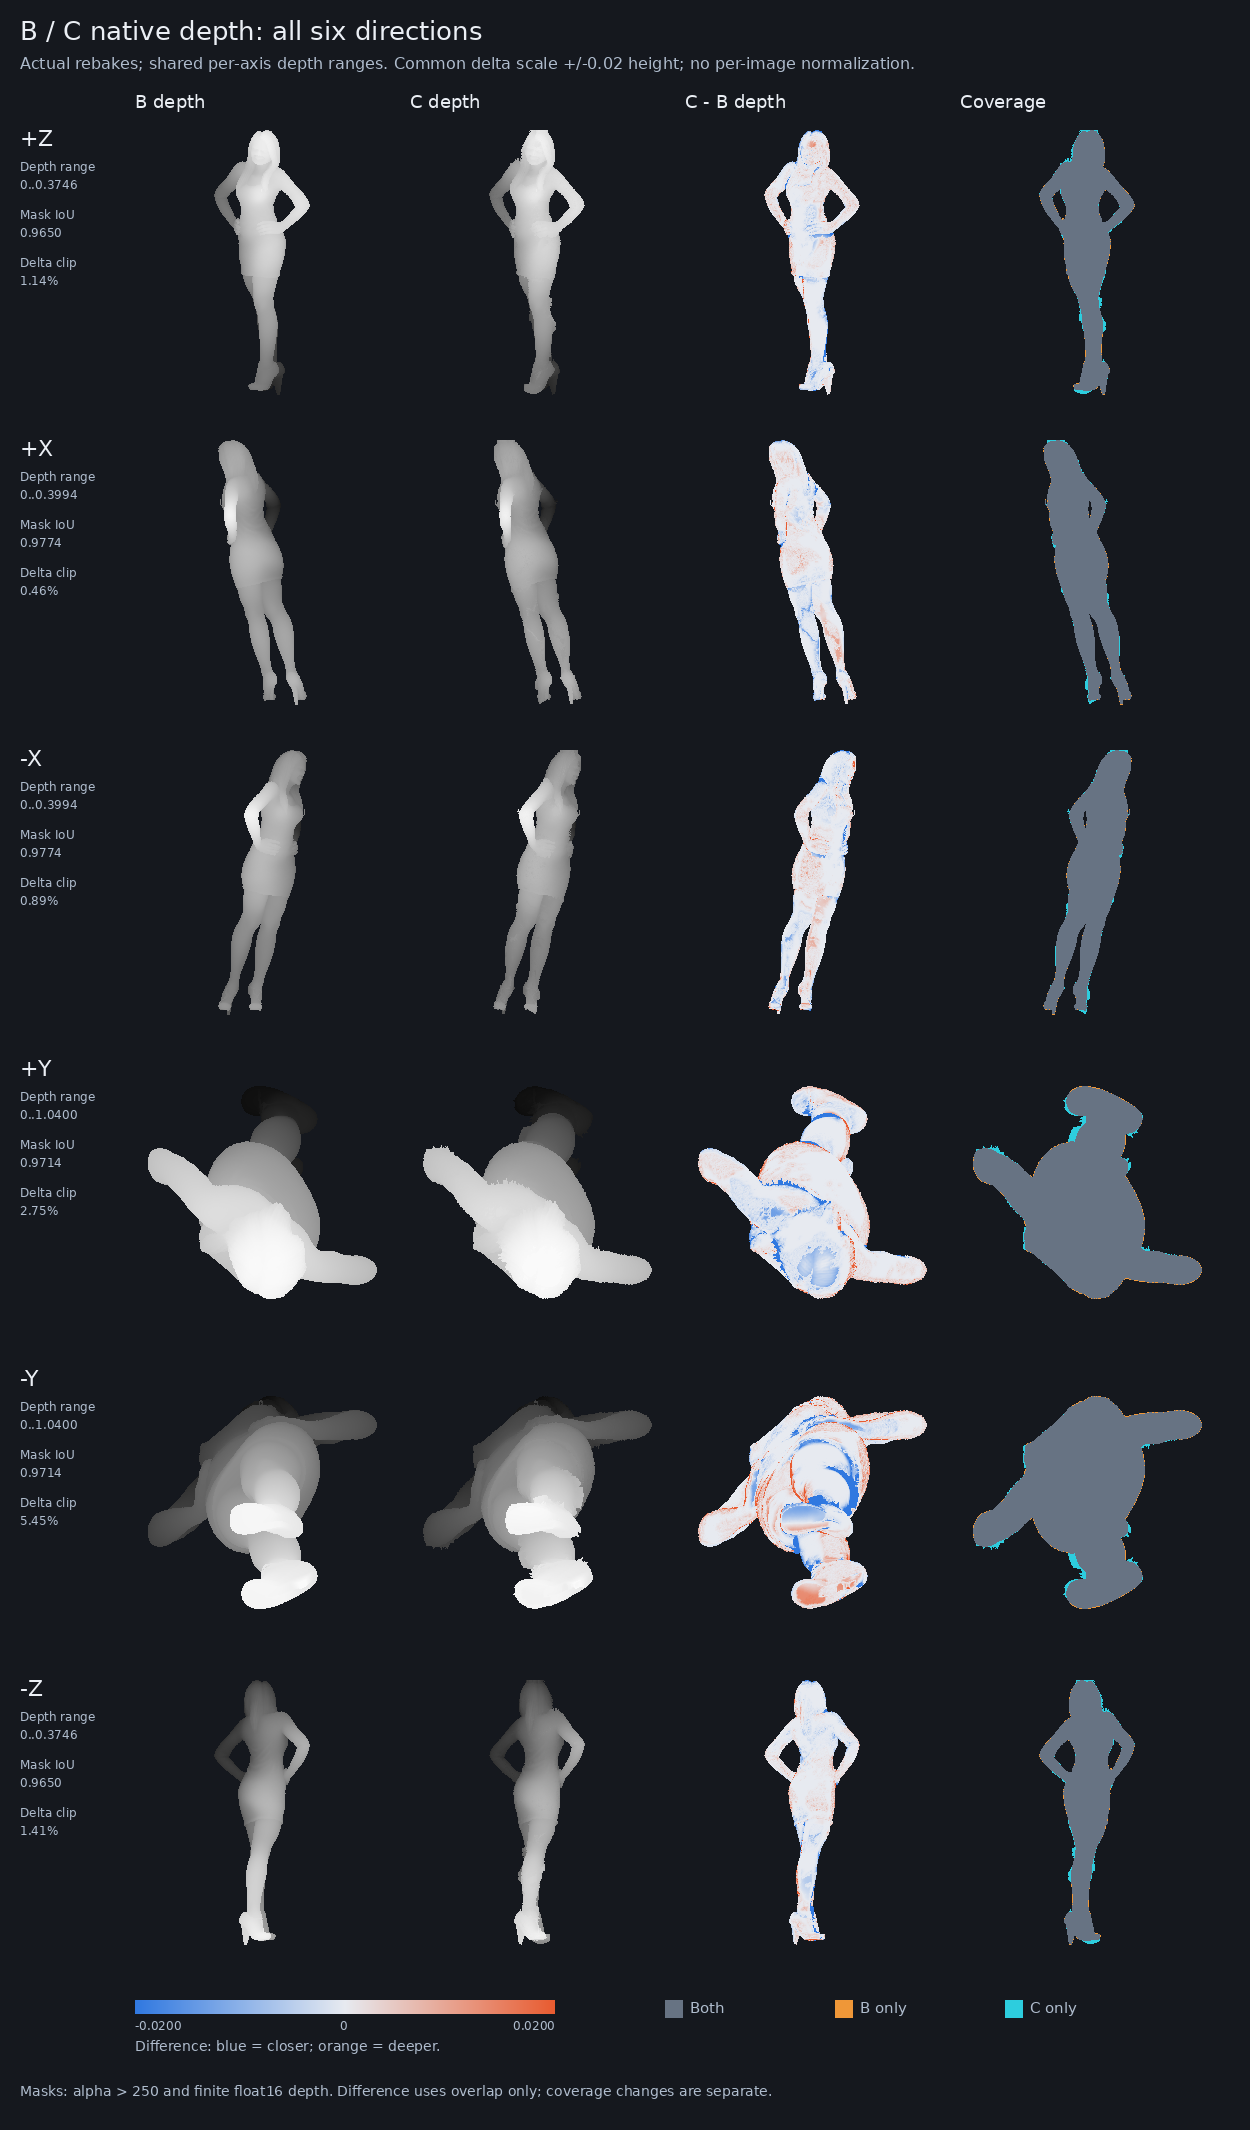 B / C native depth: all six directions
Actual rebakes; shared per-axis depth ranges. Common delta scale +/-0.02 height; no per-image normalization.
B depth
C depth
C - B depth
Coverage
+Z
Depth range
0..0.3746
Mask IoU
0.9650
Delta clip
1.14%
+X
Depth range
0..0.3994
Mask IoU
0.9774
Delta clip
0.46%
-X
Depth range
0..0.3994
Mask IoU
0.9774
Delta clip
0.89%
+Y
Depth range
0..1.0400
Mask IoU
0.9714
Delta clip
2.75%
-Y
Depth range
0..1.0400
Mask IoU
0.9714
Delta clip
5.45%
-Z
Depth range
0..0.3746
Mask IoU
0.9650
Delta clip
1.41%
-0.0200
0
0.0200
Difference: blue = closer; orange = deeper.
Both
B only
C only
Masks: alpha > 250 and finite float16 depth. Difference uses overlap only; coverage changes are separate.